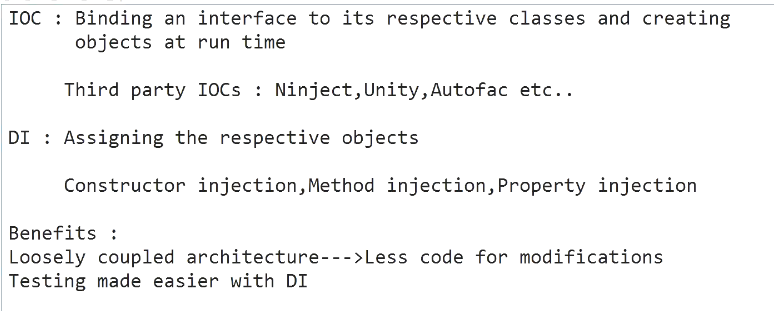 IOC : Binding an interface to its respective classes and creating
objects at run time
Third party IOCs : Ninject,Unity,Autofac etc..
DI : Assigning the respective objects
Constructor injection,Method injection,Property injection
Benefits :
Loosely coupled architecture--->Less code for modifications
Testing made easier with DI